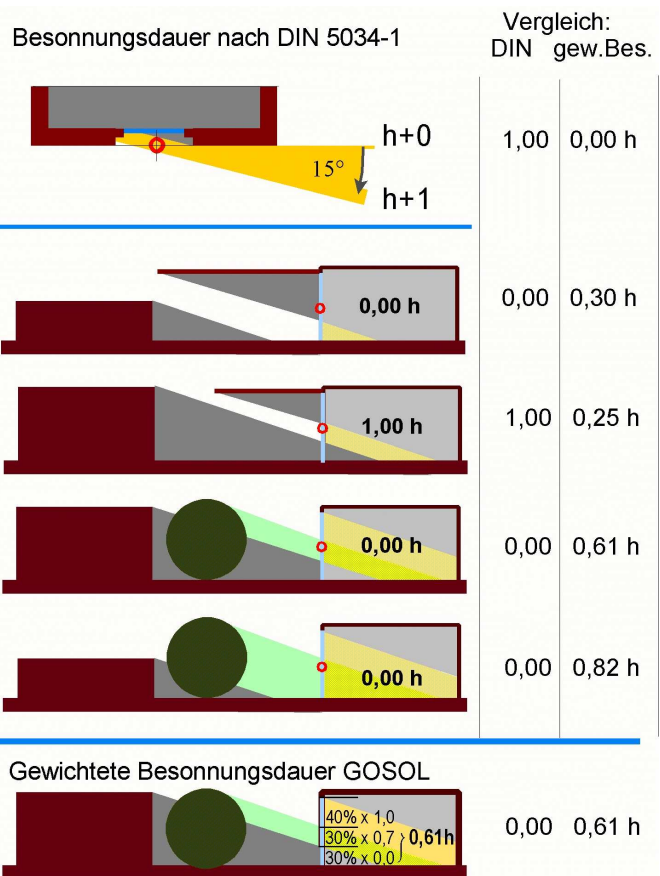 Besonnungsdauer nach DIN 5034-1
Vergleich:
DIN gew.Bes.
h+0
15°
h+1
1,00 0,00 h
0,00 h
0,00 0,30 h
1,00 h
1,00 0,25 h
0,00 h
0,00 0,61 h
0,00 h
0,00 0,82 h
Gewichtete Besonnungsdauer GOSOL
40% x 1,0
30% x 0,7 } 0,61h
30% x 0,0
0,00 0,61 h